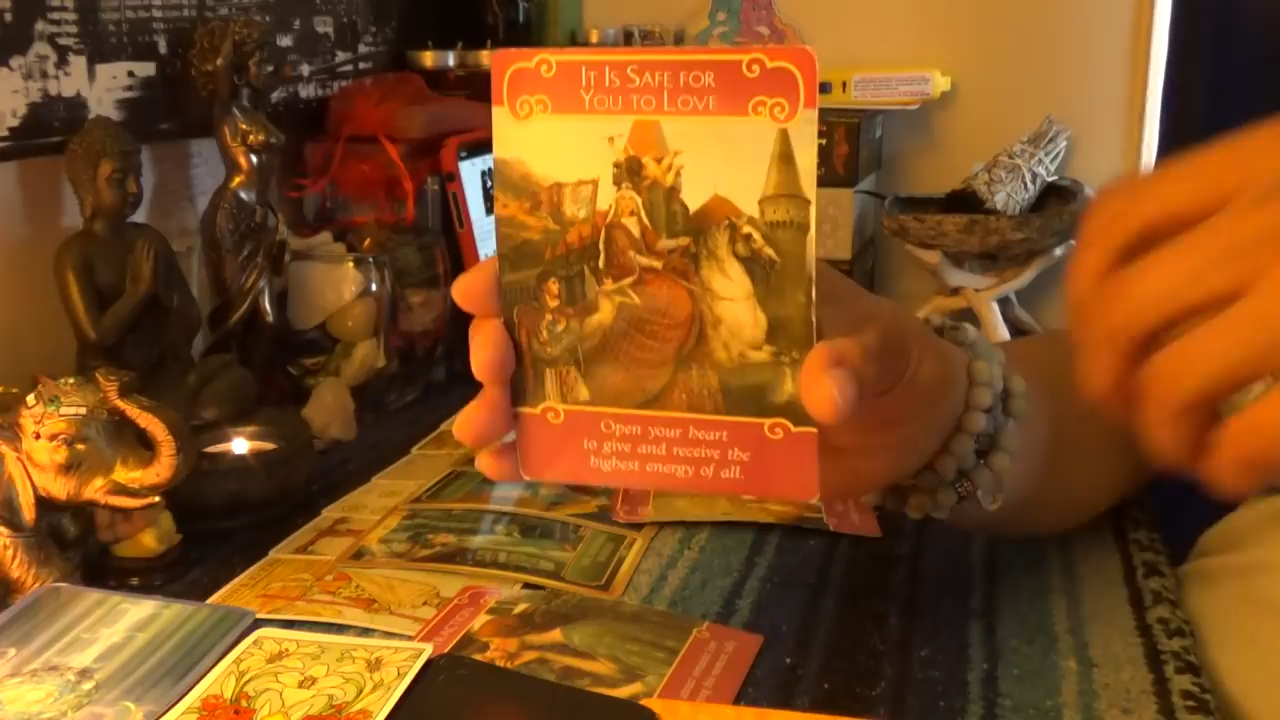 It Is Safe for
You to Love
Open your heart
to give and receive the
highest energy of all.